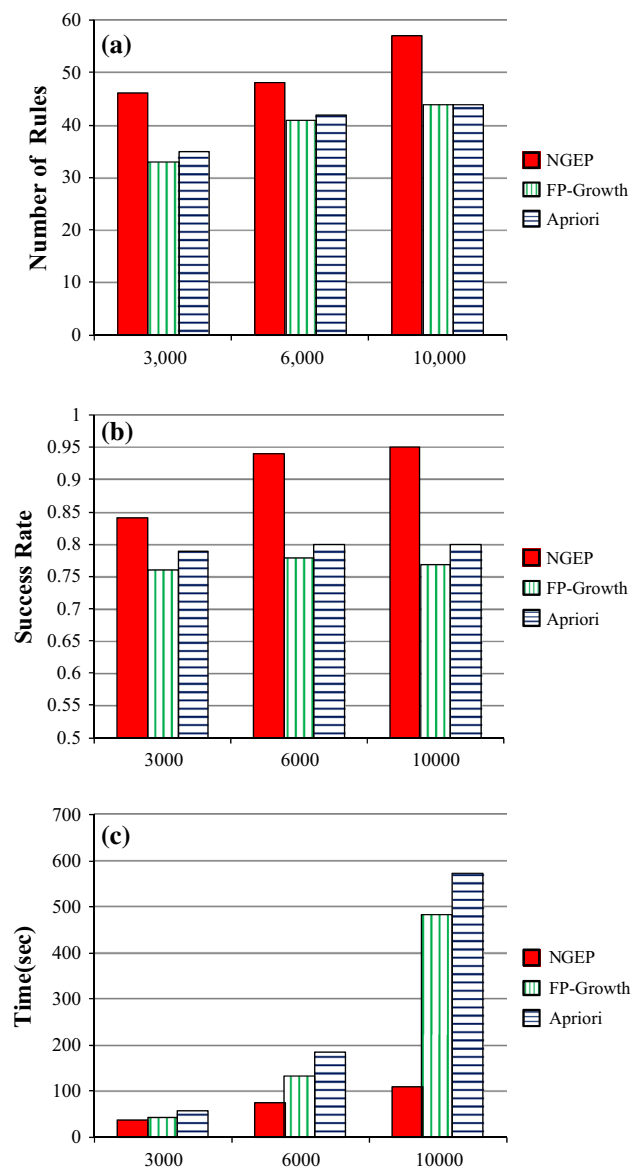 (a)
Number of Rules
60
50
40
30
20
10
0
3,000
6,000
10,000
NGEP
FP-Growth
Apriori
(b)
Success Rate
1
0.95
0.9
0.85
0.8
0.75
0.7
0.65
0.6
0.55
0.5
3000
6000
10000
NGEP
FP-Growth
Apriori
(c)
Time(sec)
700
600
500
400
300
200
100
0
3000
6000
10000
NGEP
FP-Growth
Apriori